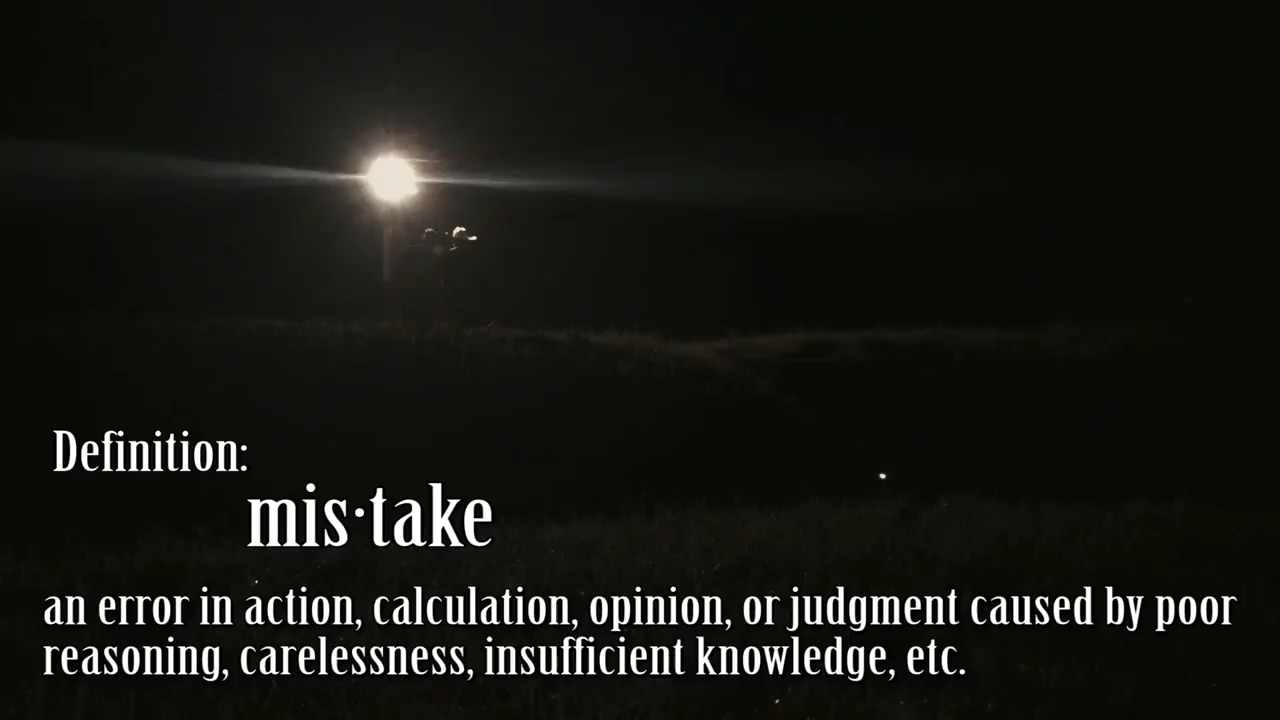 Definition:
mis·take
an error in action, calculation, opinion, or judgment caused by poor
reasoning, carelessness, insufficient knowledge, etc.